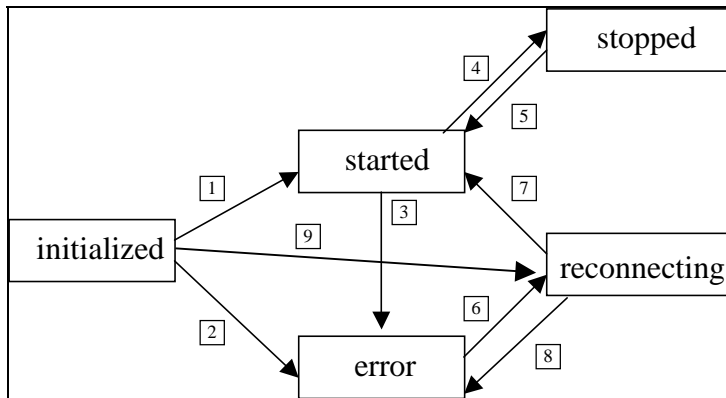 stopped
4
5
started
1
7
3
9
initialized
reconnecting
6
2
8
error